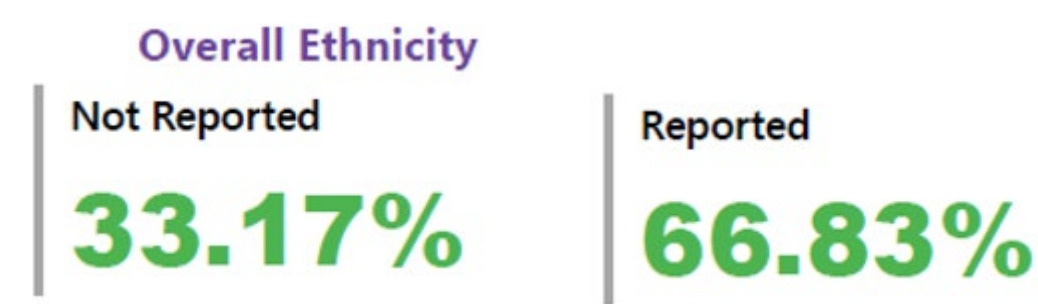 Overall Ethnicity
Not Reported
33.17%
Reported
66.83%